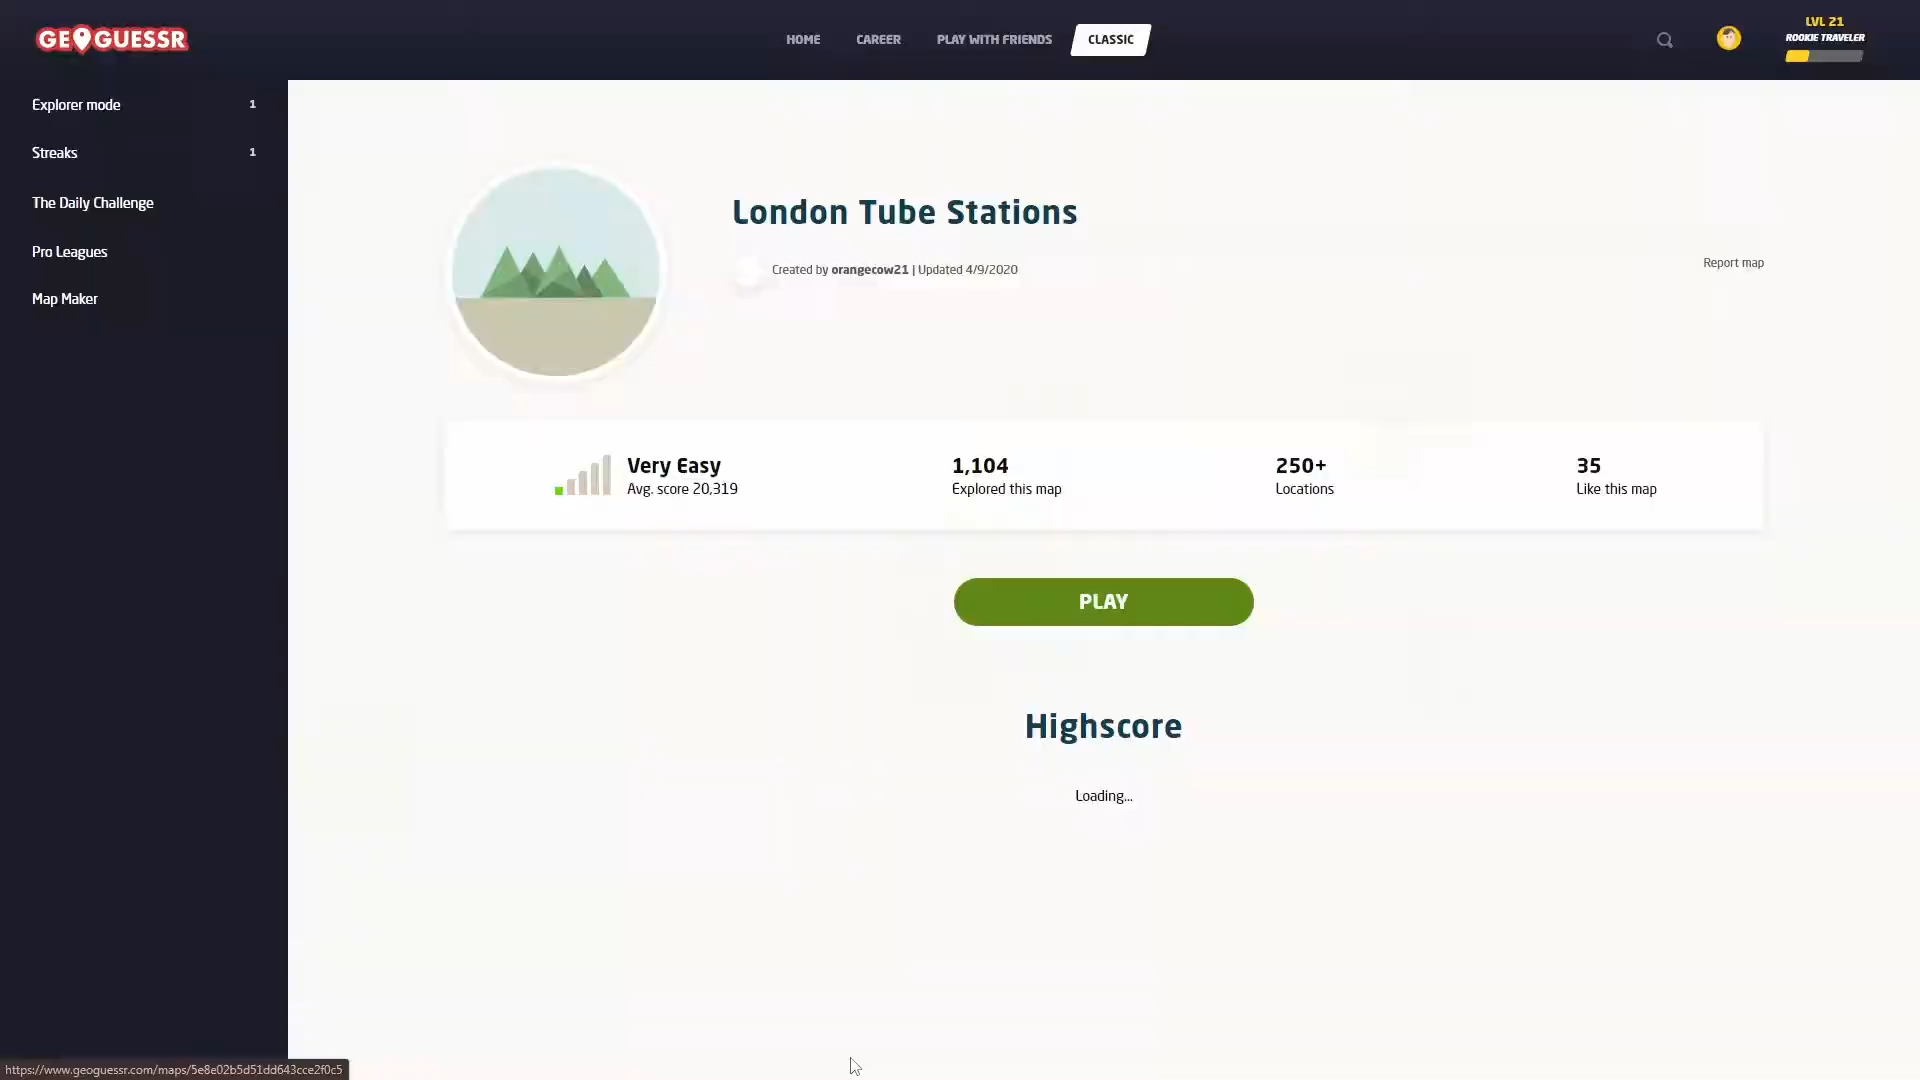 GEOGUESSR
HOME CAREER PLAY WITH FRIENDS CLASSIC
LVL 21
ROOKIE TRAVELER
Explorer mode 1
Streaks 1
The Daily Challenge
Pro Leagues
Map Maker
London Tube Stations
Created by orangecow21 | Updated 4/9/2020
Report map
Very Easy
Avg. score 20,319
1,104
Explored this map
250+
Locations
35
Like this map
PLAY
Highscore
Loading...
https://www.geoguessr.com/maps/5e8e02b5d51dd643cce2f0c5